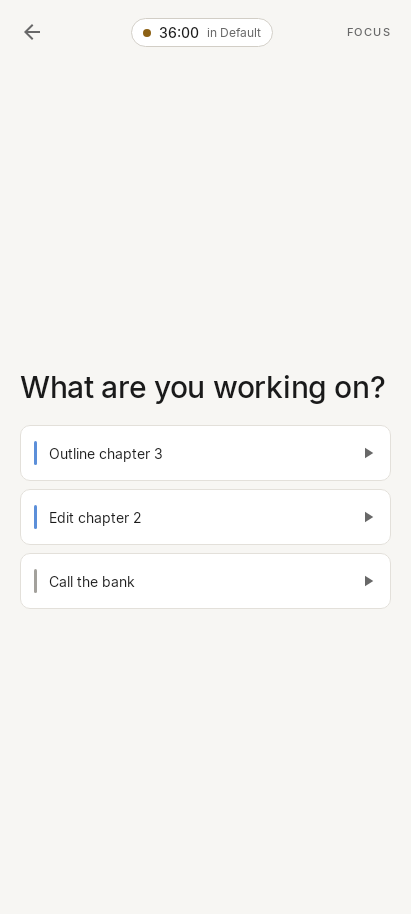 36:00 in Default
FOCUS
What are you working on?
Outline chapter 3
Edit chapter 2
Call the bank